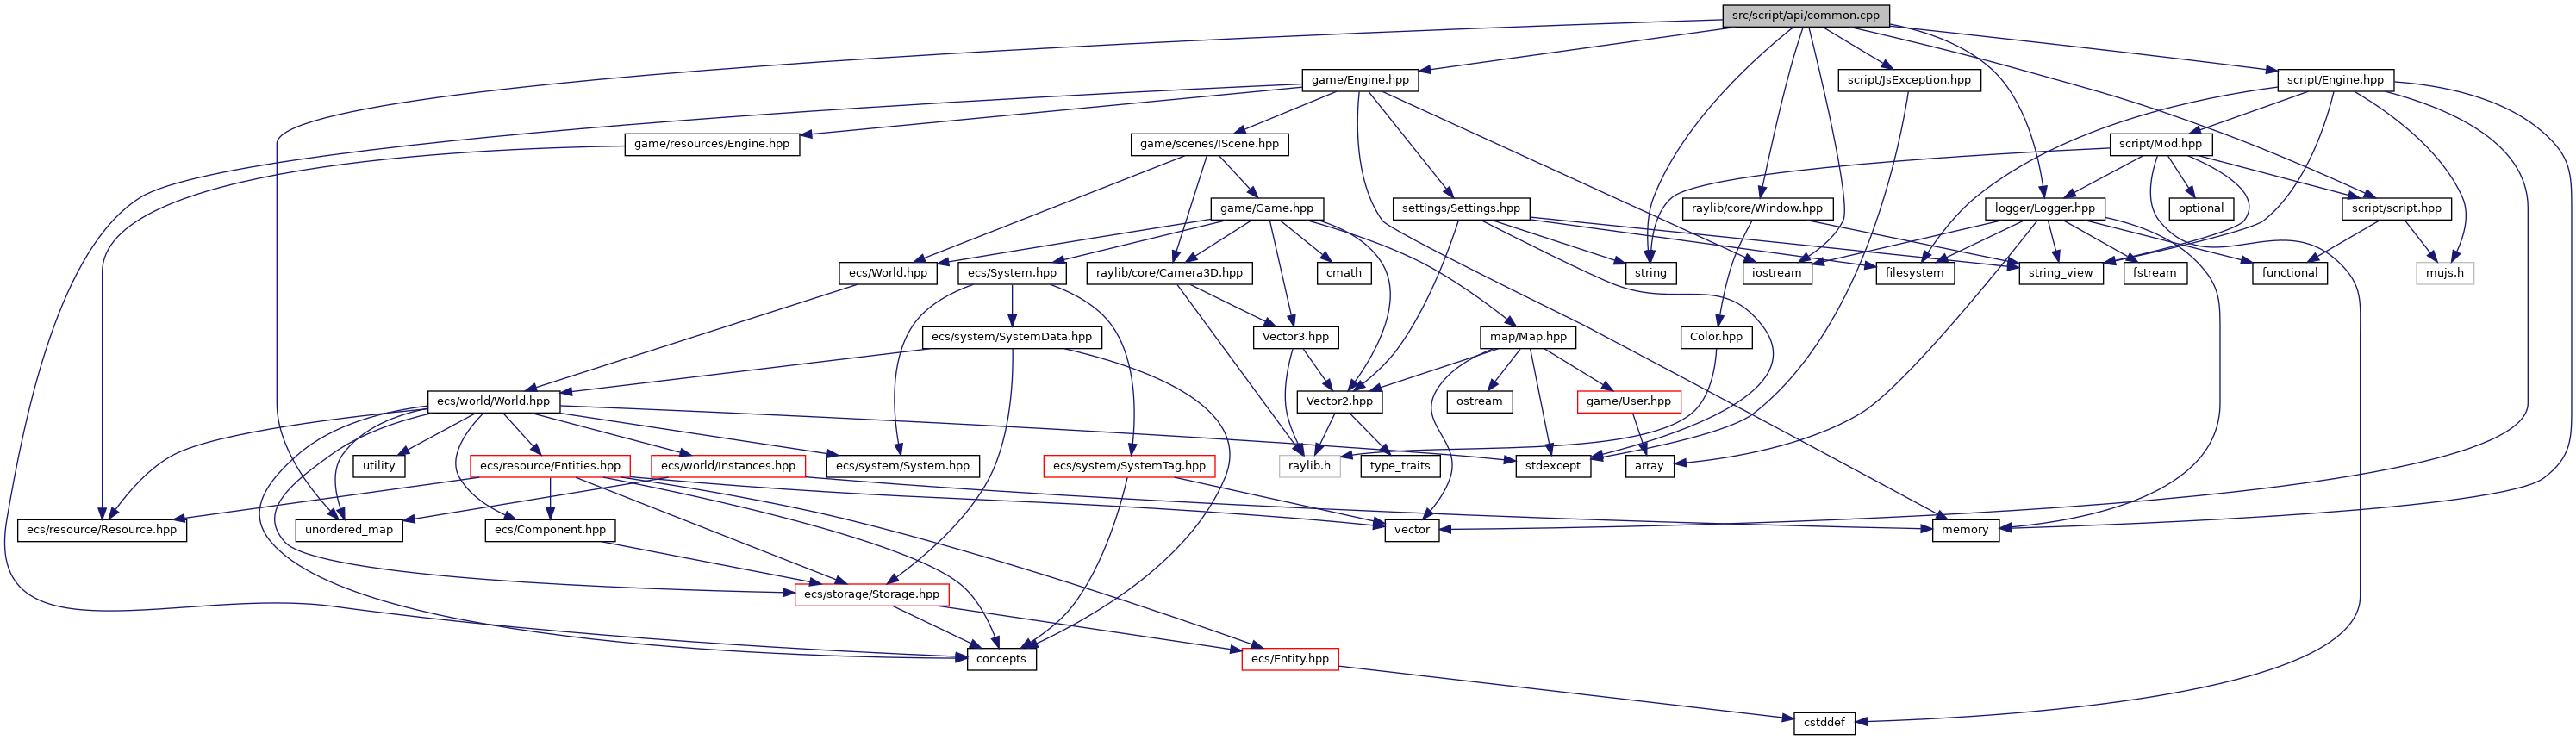 src/script/api/common.cpp
game/Engine.hpp
script/JsException.hpp
script/Engine.hpp
game/resources/Engine.hpp
game/scenes/IScene.hpp
script/Mod.hpp
game/Game.hpp
settings/Settings.hpp
raylib/core/Window.hpp
logger/Logger.hpp
optional
script/script.hpp
ecs/World.hpp
ecs/System.hpp
raylib/core/Camera3D.hpp
cmath
string
iostream
filesystem
string_view
fstream
functional
mujs.h
ecs/system/SystemData.hpp
Vector3.hpp
map/Map.hpp
Color.hpp
ecs/world/World.hpp
Vector2.hpp
ostream
game/User.hpp
utility
ecs/resource/Entities.hpp
ecs/world/Instances.hpp
ecs/system/System.hpp
ecs/system/SystemTag.hpp
raylib.h
type_traits
stdexcept
array
ecs/resource/Resource.hpp
unordered_map
ecs/Component.hpp
vector
memory
ecs/storage/Storage.hpp
concepts
ecs/Entity.hpp
cstddef